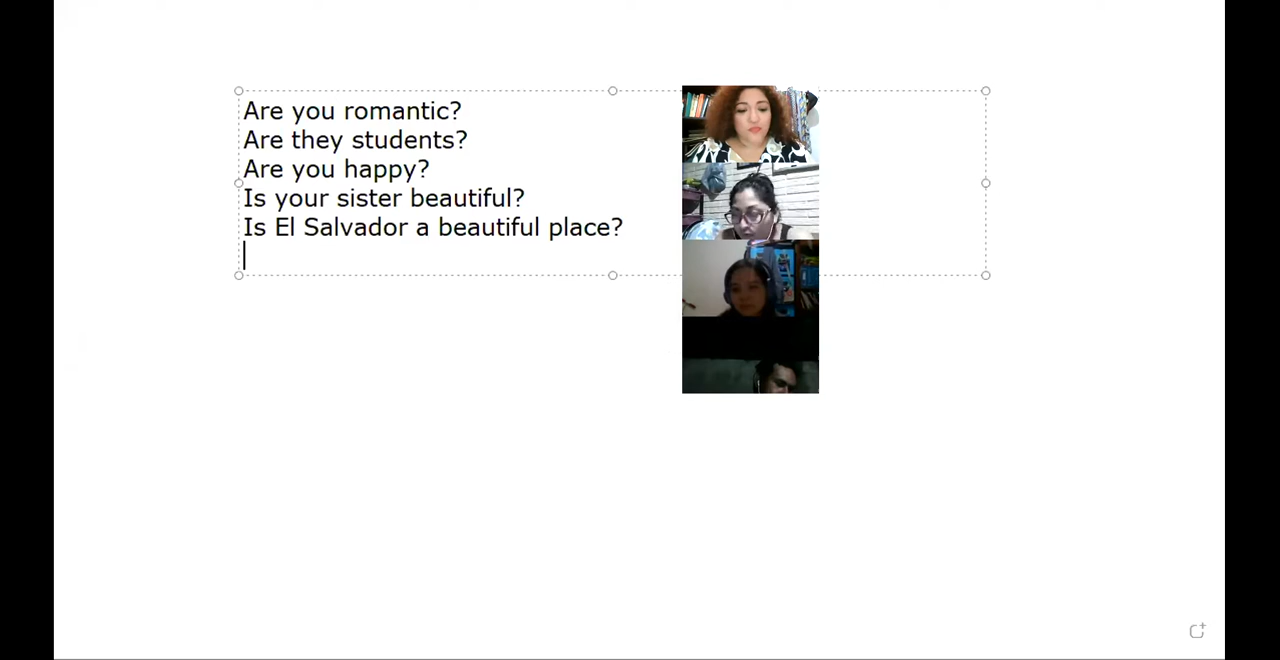 Are you romantic?
Are they students?
Are you happy?
Is your sister beautiful?
Is El Salvador a beautiful place?